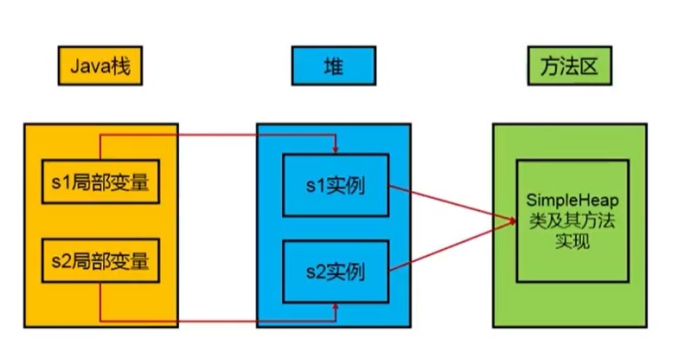 Java栈
堆
方法区
s1局部变量
s2局部变量
s1实例
s2实例
SimpleHeap
类及其方法
实现